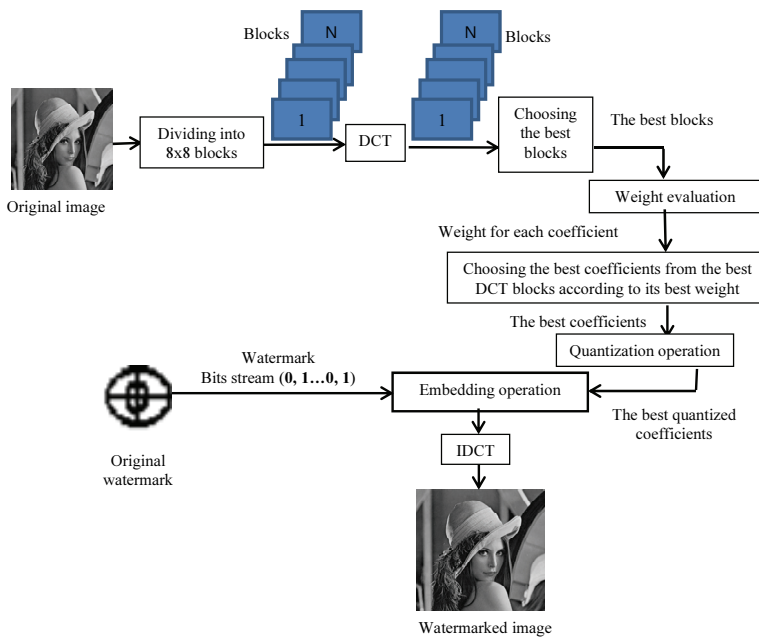 Blocks
N
1
N
Blocks
1
Dividing into
8x8 blocks
DCT
Choosing
the best
blocks
The best blocks
Original image
Weight evaluation
Weight for each coefficient
Choosing the best coefficients from the best
DCT blocks according to its best weight
The best coefficients
Quantization operation
Watermark
Bits stream (0, 1…0, 1)
Embedding operation
The best quantized
coefficients
Original
watermark
IDCT
Watermarked image